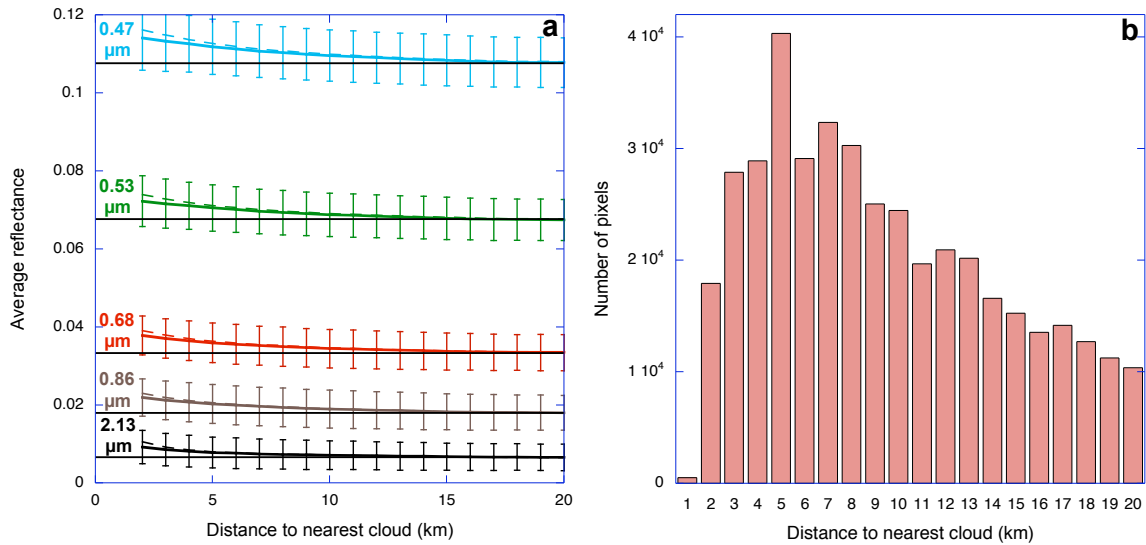 a
0.12
0.1
0.08
0.06
0.04
0.02
0
Average reflectance
0.47
µm
0.53
µm
0.68
µm
0.86
µm
2.13
µm
0 5 10 15 20
Distance to nearest cloud (km)
b
4 10⁴
3 10⁴
2 10⁴
1 10⁴
0
Number of pixels
1 2 3 4 5 6 7 8 9 10 11 12 13 14 15 16 17 18 19 20
Distance to nearest cloud (km)